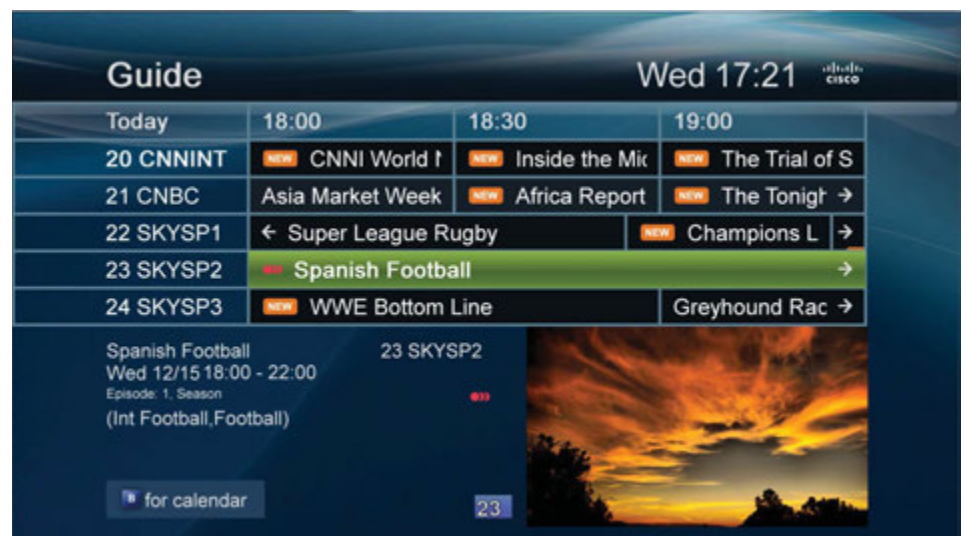 Guide
Wed 17:21 cisco
Today 18:00 18:30 19:00
20 CNNINT NEW CNNI World NEW Inside the Mic NEW The Trial of S
21 CNBC Asia Market Week NEW Africa Report NEW The Tonigh →
22 SKYSP1 ← Super League Rugby NEW Champions L →
23 SKYSP2 Spanish Football →
24 SKYSP3 NEW WWE Bottom Line Greyhound Rac →
Spanish Football 23 SKYSP2
Wed 12/15 18:00 - 22:00
Episode: 1, Season
(Int Football,Football)
B for calendar
23